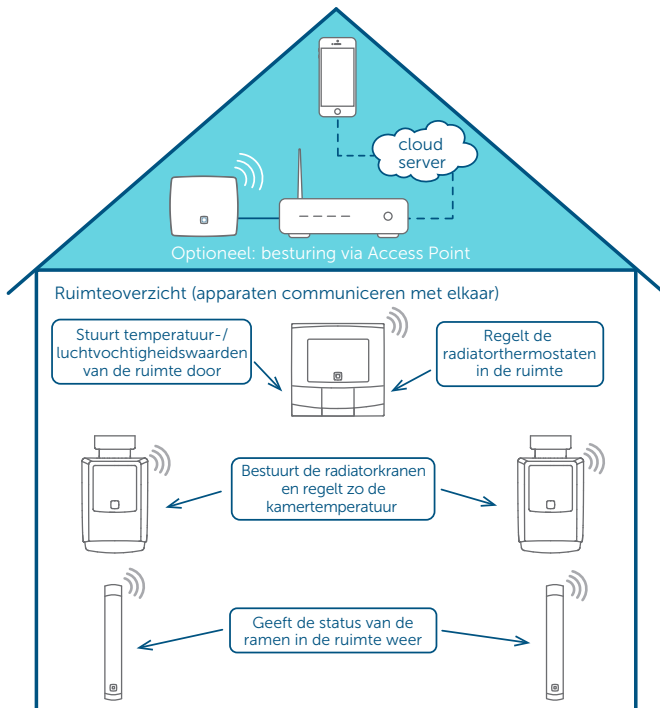 cloud
server
Optioneel: besturing via Access Point
Ruimteoverzicht (apparaten communiceren met elkaar)
Stuurt temperatuur-/
luchtvochtigheidswaarden
van de ruimte door
Regelt de
radiatorthermostaten
in de ruimte
Bestuurt de radiatorkranen
en regelt zo de
kamertemperatuur
Geeft de status van de
ramen in de ruimte weer